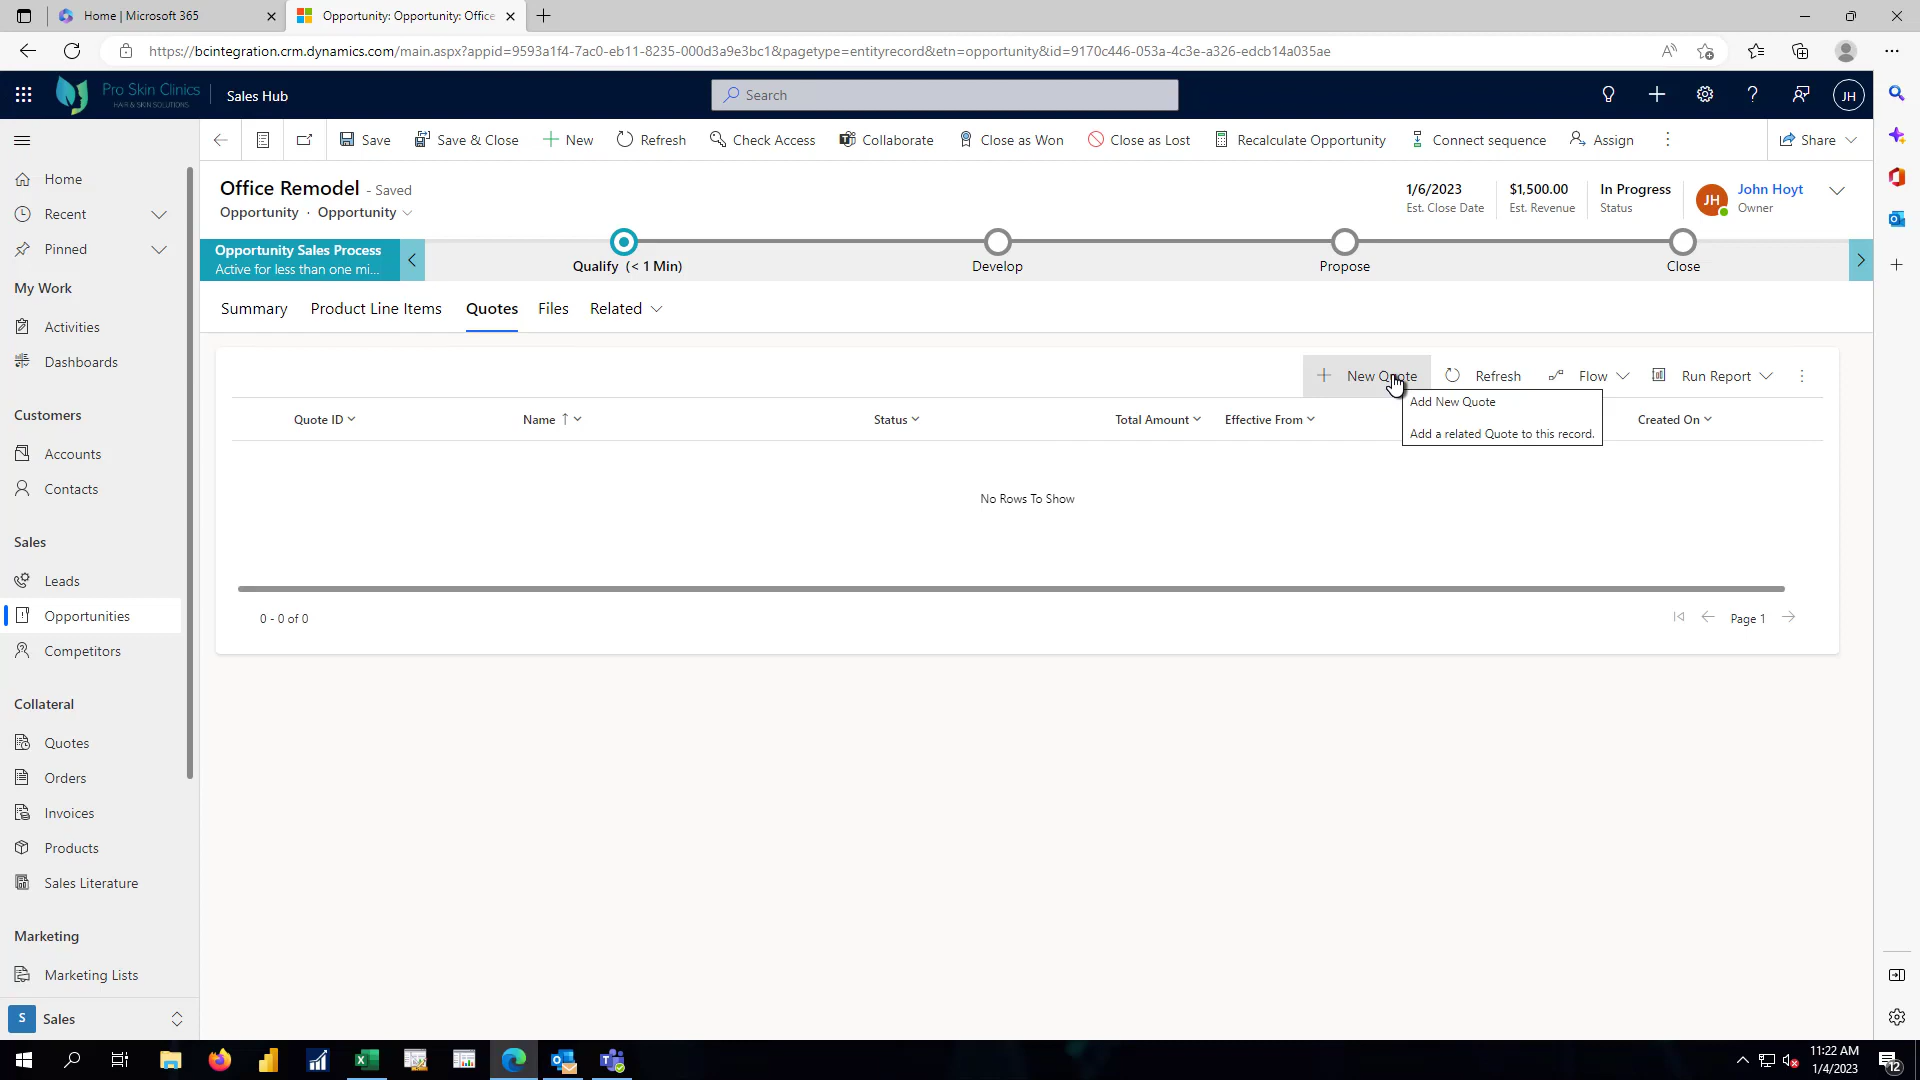 Home | Microsoft 365
Opportunity: Opportunity: Office
https://bcintegration.crm.dynamics.com/main.aspx?appid=9593a1f4-7ac0-eb11-8235-000d3a9e3bc1&pagetype=entityrecord&etn=opportunity&id=9170c446-053a-4c3e-a326-edcb14a035ae
Pro Skin Clinics
HAIR & SKIN SOLUTIONS
Sales Hub
Search
JH
Save
Save & Close
New
Refresh
Check Access
Collaborate
Close as Won
Close as Lost
Recalculate Opportunity
Connect sequence
Assign
Share
Home
Recent
Pinned
My Work
Activities
Dashboards
Customers
Accounts
Contacts
Sales
Leads
Opportunities
Competitors
Collateral
Quotes
Orders
Invoices
Products
Sales Literature
Marketing
Marketing Lists
S Sales
Office Remodel - Saved
Opportunity · Opportunity
1/6/2023
Est. Close Date
$1,500.00
Est. Revenue
In Progress
Status
JH
John Hoyt
Owner
Opportunity Sales Process
Active for less than one mi...
Qualify (< 1 Min)
Develop
Propose
Close
Summary
Product Line Items
Quotes
Files
Related
New Quote
Refresh
Flow
Run Report
Add New Quote
Add a related Quote to this record.
Quote ID
Name
Status
Total Amount
Effective From
Created On
No Rows To Show
0 - 0 of 0
Page 1
11:22 AM
1/4/2023
12